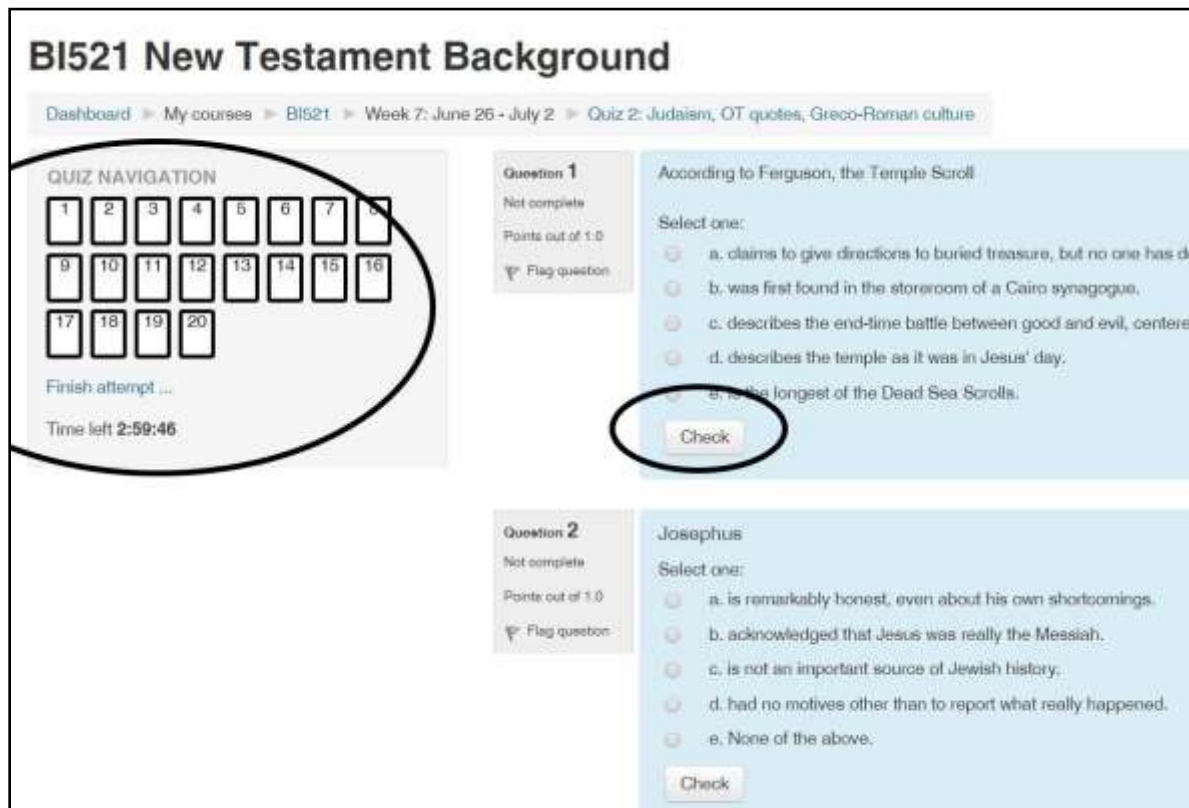 BI521 New Testament Background
Dashboard ► My courses ► BI521 ► Week 7: June 26 - July 2 ► Quiz 2: Judaism, OT quotes, Greco-Roman culture
QUIZ NAVIGATION
1 2 3 4 5 6 7 8
9 10 11 12 13 14 15 16
17 18 19 20
Finish attempt ...
Time left 2:59:46
Question 1
Not complete
Points out of 1.0
Flag question
According to Ferguson, the Temple Scroll
Select one:
a. claims to give directions to buried treasure, but no one has
b. was first found in the storeroom of a Cairo synagogue.
c. describes the end-time battle between good and evil, centere
d. describes the temple as it was in Jesus' day.
e. is the longest of the Dead Sea Scrolls.
Check
Question 2
Not complete
Points out of 1.0
Flag question
Josephus
Select one:
a. is remarkably honest, even about his own shortcomings.
b. acknowledged that Jesus was really the Messiah.
c. is not an important source of Jewish history.
d. had no motives other than to report what really happened.
e. None of the above.
Check